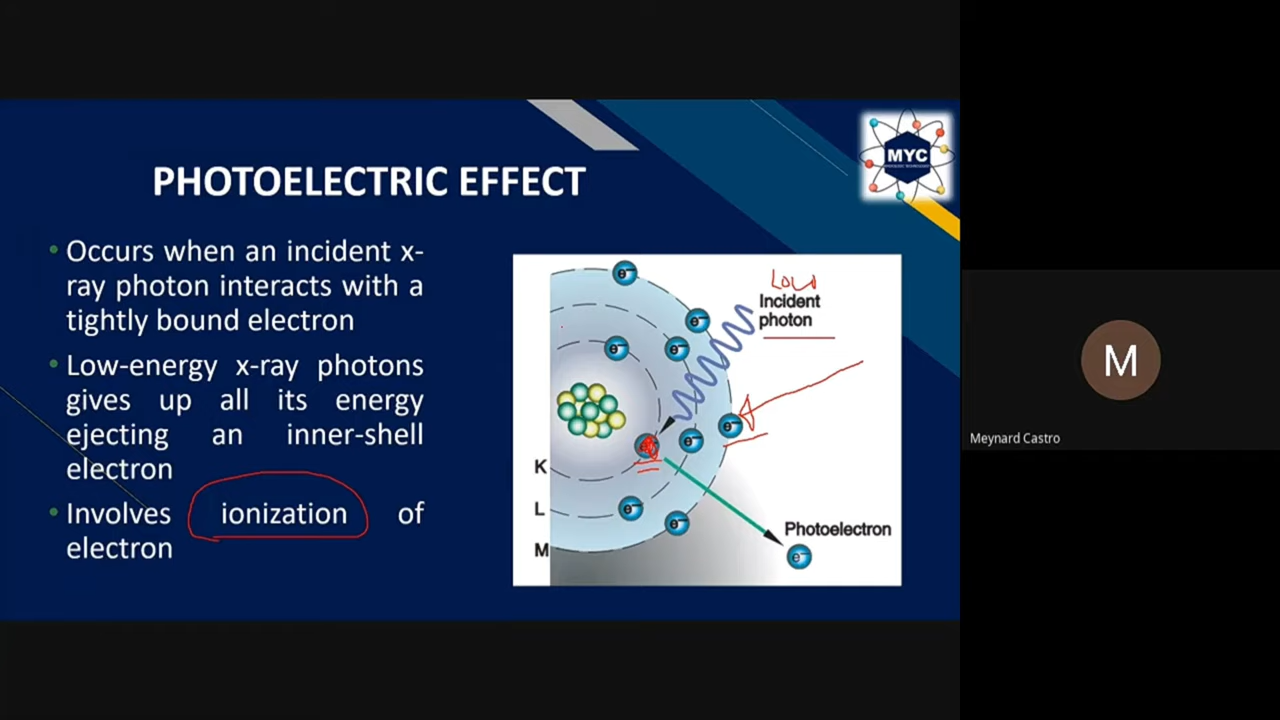 MYC
PHOTOELECTRIC EFFECT
• Occurs when an incident x-
ray photon interacts with a
tightly bound electron
• Low-energy x-ray photons
gives up all its energy
ejecting an inner-shell
electron
• Involves ionization of
electron
Low
Incident
photon
e-
e-
e-
e-
e-
e-
e-
e-
e-
K
L
M
Photoelectron
e-
M
Meynard Castro